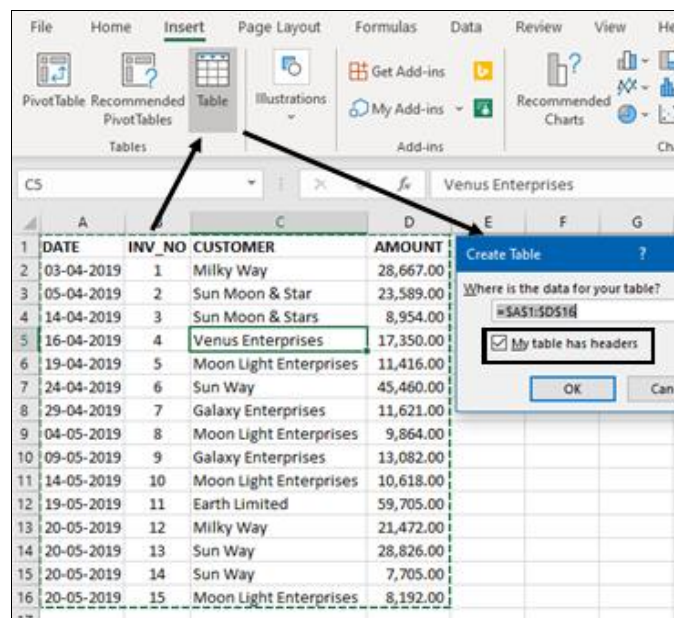 File Home Insert Page Layout Formulas Data Review View He
PivotTable Recommended PivotTables Table Illustrations Get Add-ins My Add-ins Recommended Charts
Tables Add-ins Ch
C5 fx Venus Enterprises
A B C D E F G
1 DATE INV_NO CUSTOMER AMOUNT
2 03-04-2019 1 Milky Way 28,667.00
3 05-04-2019 2 Sun Moon & Star 23,589.00
4 14-04-2019 3 Sun Moon & Stars 8,954.00
5 16-04-2019 4 Venus Enterprises 17,350.00
6 19-04-2019 5 Moon Light Enterprises 11,416.00
7 24-04-2019 6 Sun Way 45,460.00
8 29-04-2019 7 Galaxy Enterprises 11,621.00
9 04-05-2019 8 Moon Light Enterprises 9,864.00
10 09-05-2019 9 Galaxy Enterprises 13,082.00
11 14-05-2019 10 Moon Light Enterprises 10,618.00
12 19-05-2019 11 Earth Limited 59,705.00
13 20-05-2019 12 Milky Way 21,472.00
14 20-05-2019 13 Sun Way 28,826.00
15 20-05-2019 14 Sun Way 7,705.00
16 20-05-2019 15 Moon Light Enterprises 8,192.00
Create Table ?
Where is the data for your table?
=$A$1:$D$16
My table has headers
OK Can